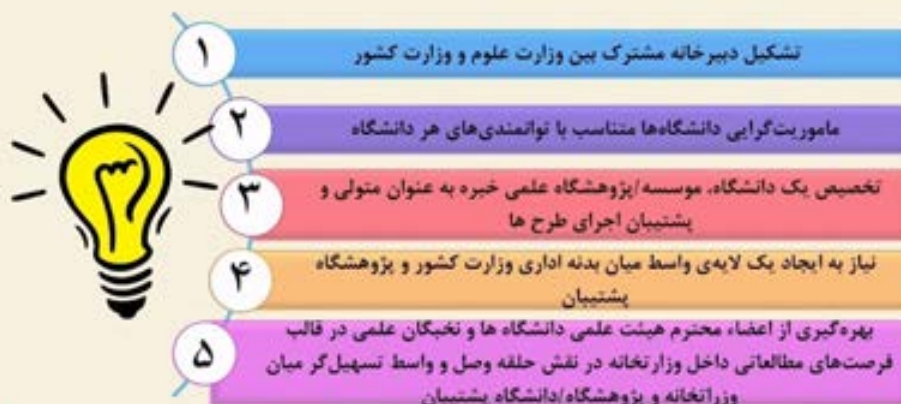 ۱
تشکیل دبیرخانه مشترک بین وزارت علوم و وزارت کشور
۲
ماموریت‌گرایی دانشگاه‌ها متناسب با توانمندی‌های هر دانشگاه
۳
تخصیص یک دانشگاه، موسسه/پژوهشگاه علمی خبره به عنوان متولی و
پشتیبان اجرای طرح ها
۴
نیاز به ایجاد یک لایه‌ی واسط میان بدنه اداری وزارت کشور و پژوهشگاه
پشتیبان
۵
بهره‌گیری از اعضاء محترم هیئت علمی دانشگاه ها و نخبگان علمی در قالب
فرصت‌های مطالعاتی داخل وزارتخانه در نقش حلقه وصل و واسط تسهیل‌گر میان
وزراتخانه و پژوهشگاه/دانشگاه پشتیبان